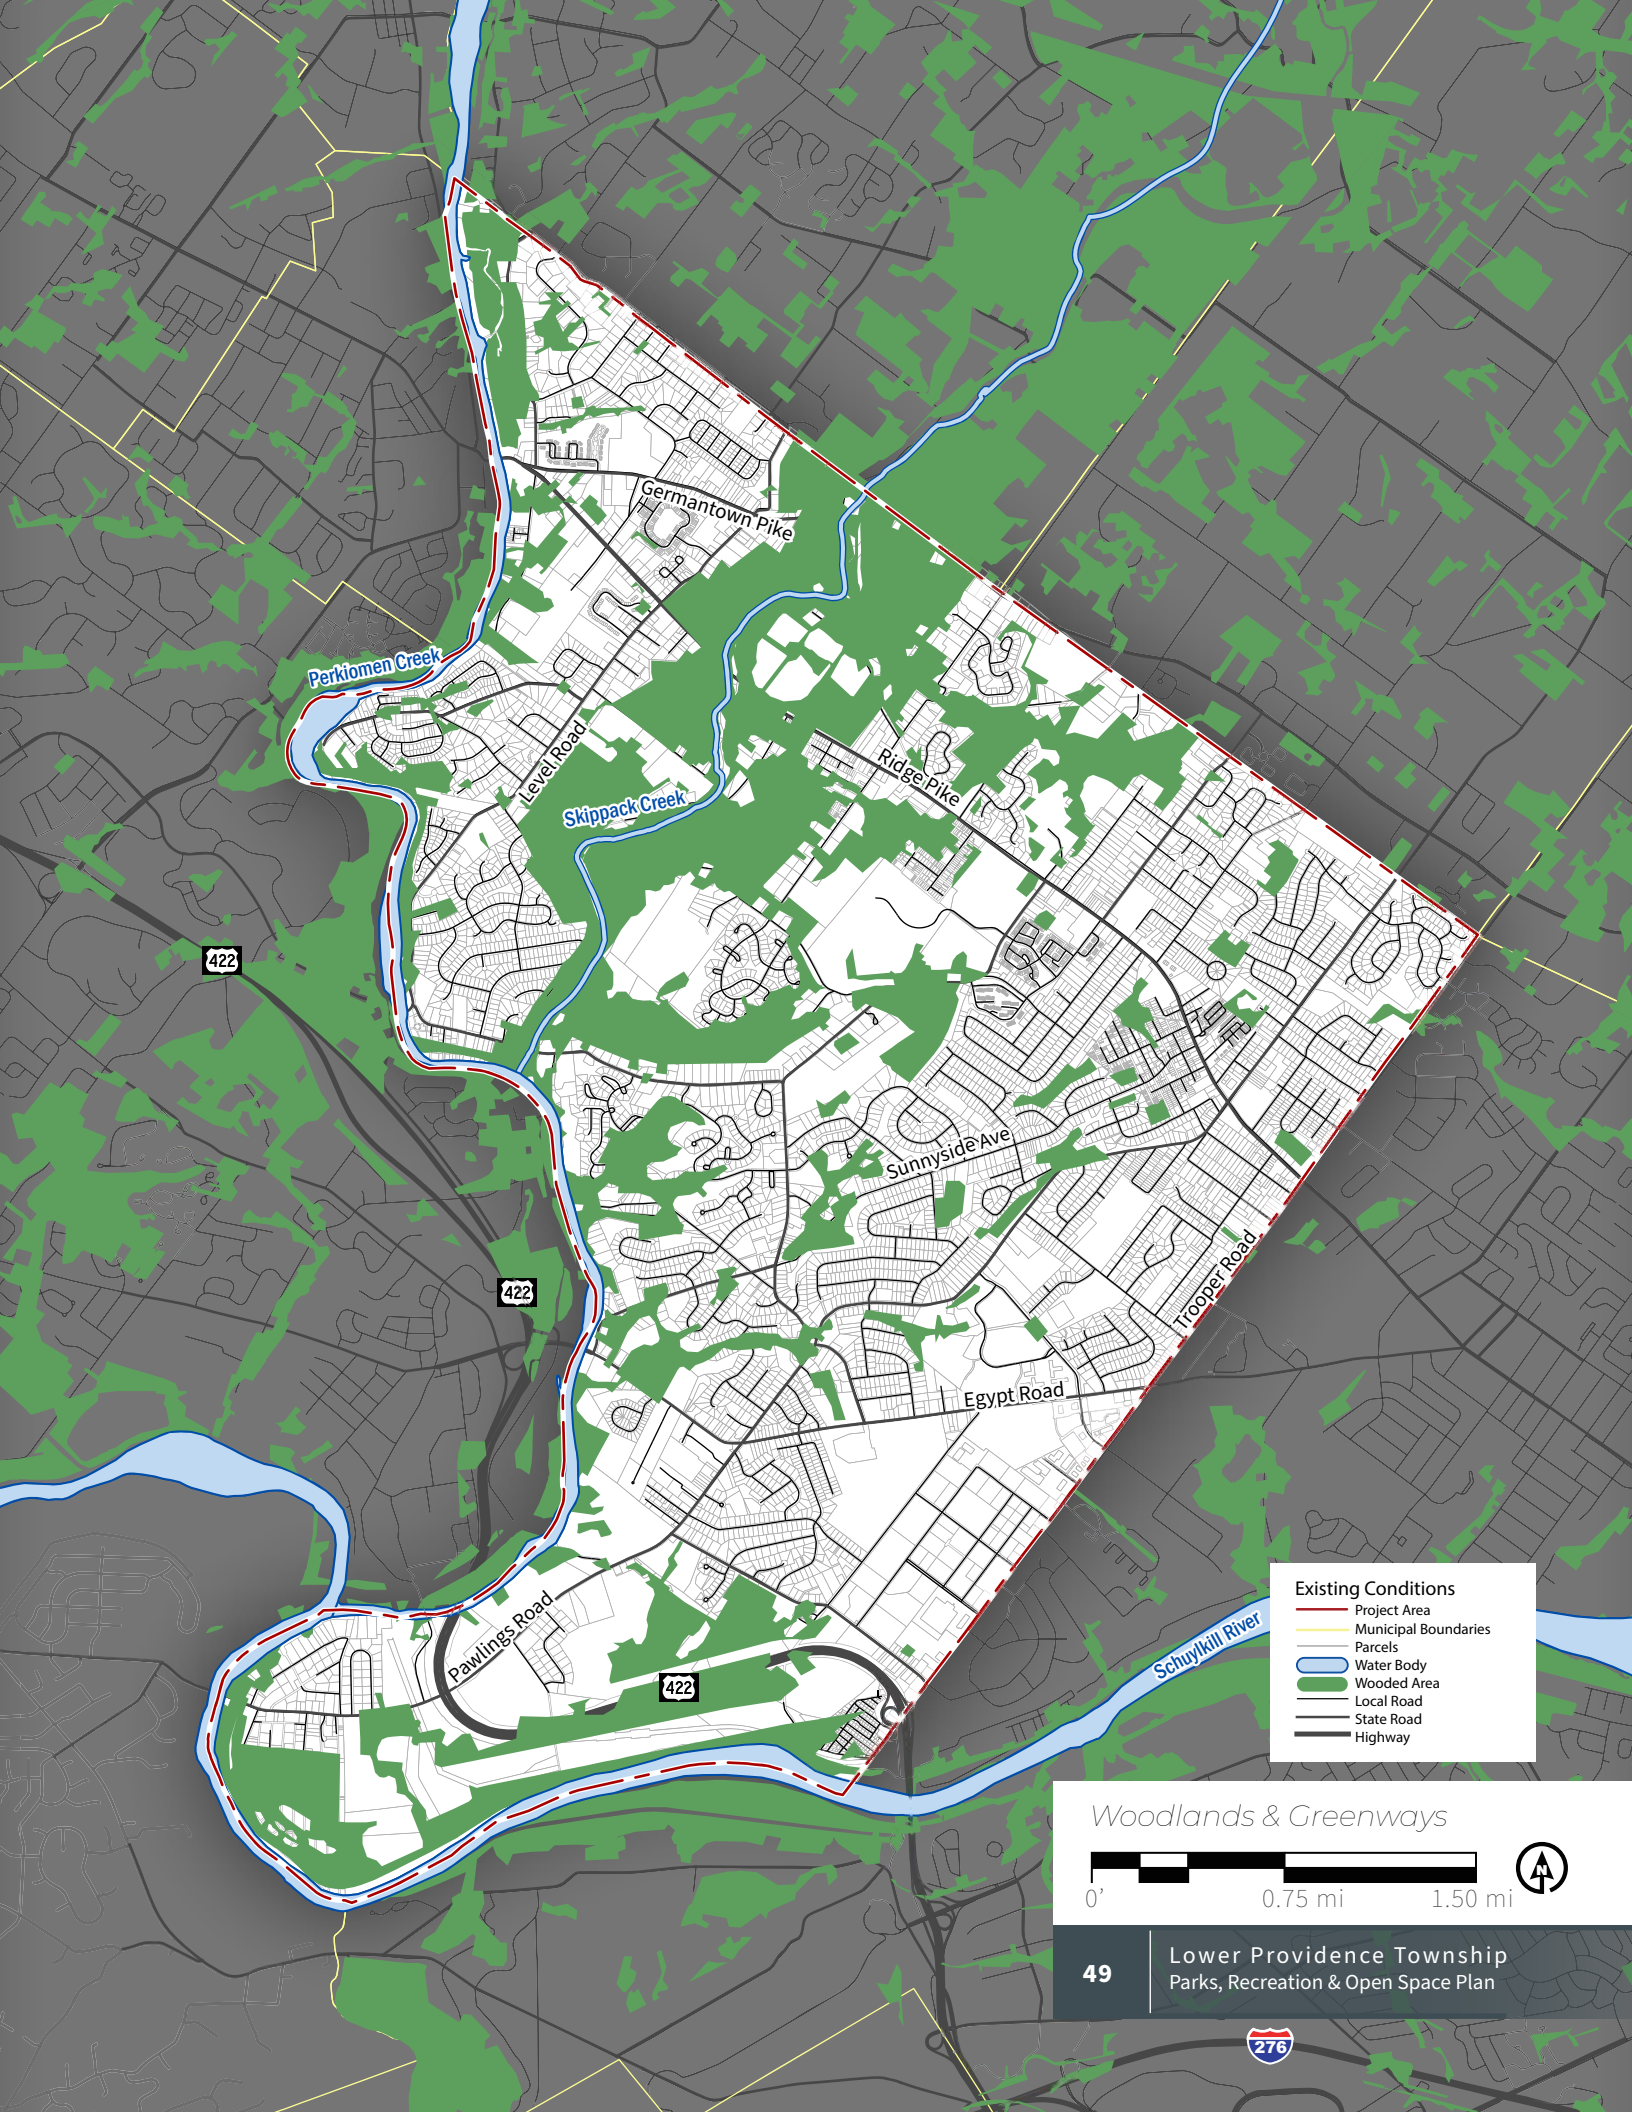 Germantown Pike
Perkiomen Creek
Level Road
Ridge Pike
Skippack Creek
422
Sunnyside Ave
422
Trooper Road
Egypt Road
Pawlings Road
422
Schuylkill River
Existing Conditions
Project Area
Municipal Boundaries
Parcels
Water Body
Wooded Area
Local Road
State Road
Highway
Woodlands & Greenways
N
0' 0.75 mi 1.50 mi
49
Lower Providence Township
Parks, Recreation & Open Space Plan
276